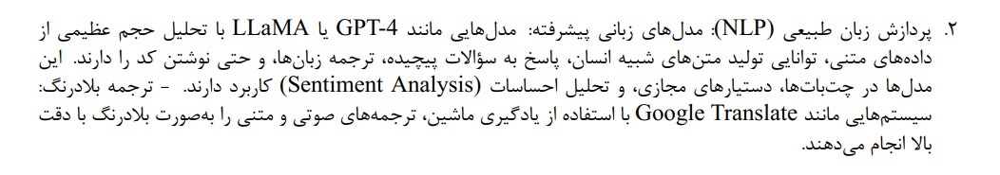 ۲. پردازش زبان طبیعی (NLP): مدل‌های زبانی پیشرفته: مدل‌هایی مانند GPT-4 یا LLaMA با تحلیل حجم عظیمی از
داده‌های متنی، توانایی تولید متن‌های شبیه انسان، پاسخ به سؤالات پیچیده، ترجمه زبان‌ها، و حتی نوشتن کد را دارند. این
مدل‌ها در چت‌بات‌ها، دستیارهای مجازی، و تحلیل احساسات (Sentiment Analysis) کاربرد دارند. - ترجمه بلادرنگ:
سیستم‌هایی مانند Google Translate با استفاده از یادگیری ماشین، ترجمه‌های صوتی و متنی را به‌صورت بلادرنگ با دقت
بالا انجام می‌دهند.